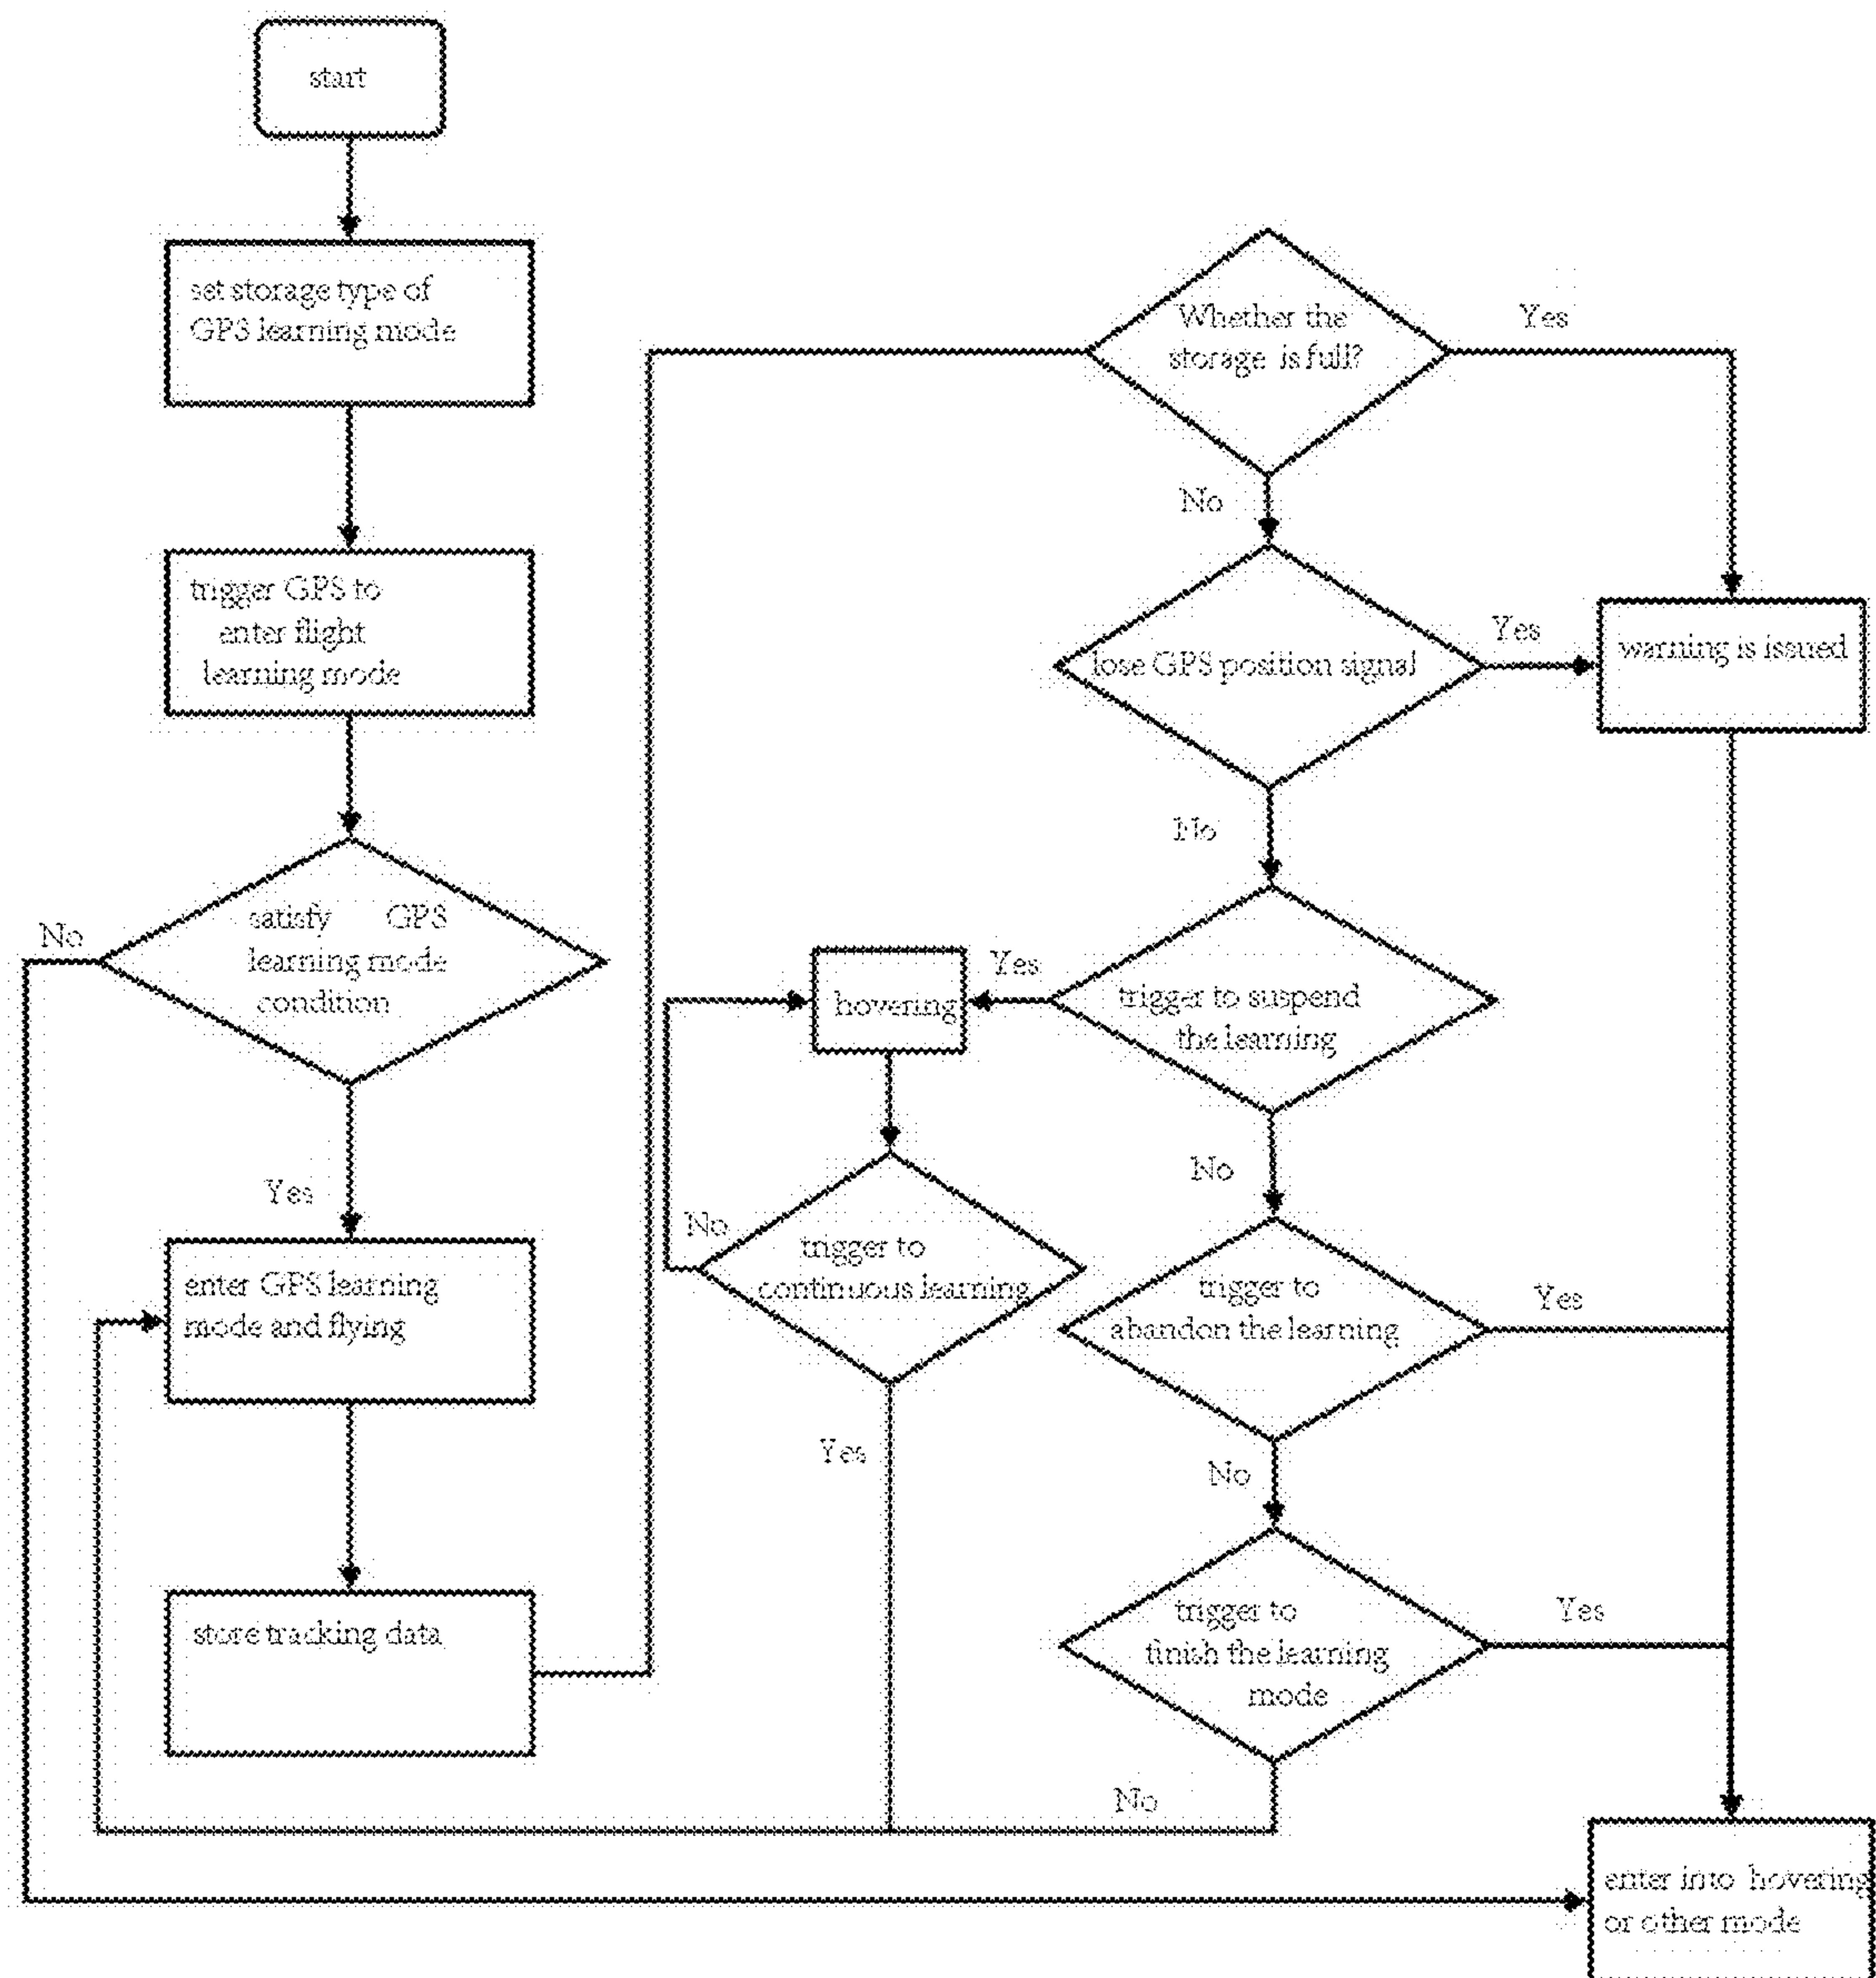 start
set storage type of
GPS learning mode
trigger GPS to
enter flight
learning mode
satisfy GPS
learning mode
condition
No
Yes
enter GPS learning
mode and flying
store tracking data
Whether the
storage is full?
Yes
No
lose GPS position signal
Yes
warning is issued
No
trigger to suspend
the learning
Yes
hovering
No
trigger to
continuous learning
No
Yes
trigger to
abandon the learning
Yes
No
trigger to
finish the learning
mode
Yes
No
enter into hovering
or other mode